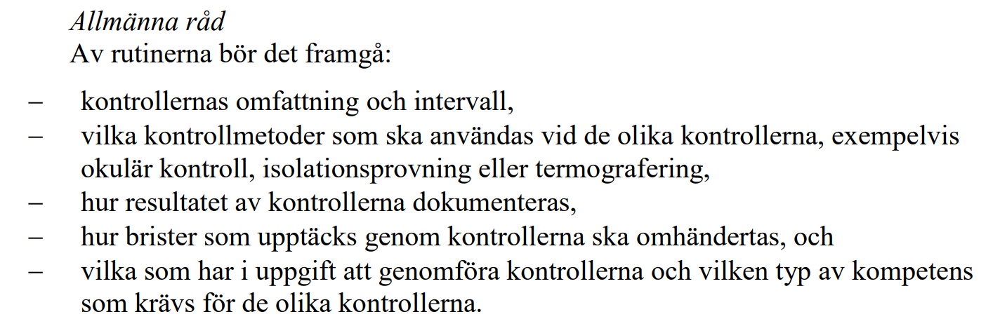 Allmänna råd
Av rutinerna bör det framgå:
– kontrollernas omfattning och intervall,
– vilka kontrollmetoder som ska användas vid de olika kontrollerna, exempelvis
okulär kontroll, isolationsprovning eller termografering,
– hur resultatet av kontrollerna dokumenteras,
– hur brister som upptäcks genom kontrollerna ska omhändertas, och
– vilka som har i uppgift att genomföra kontrollerna och vilken typ av kompetens
som krävs för de olika kontrollerna.